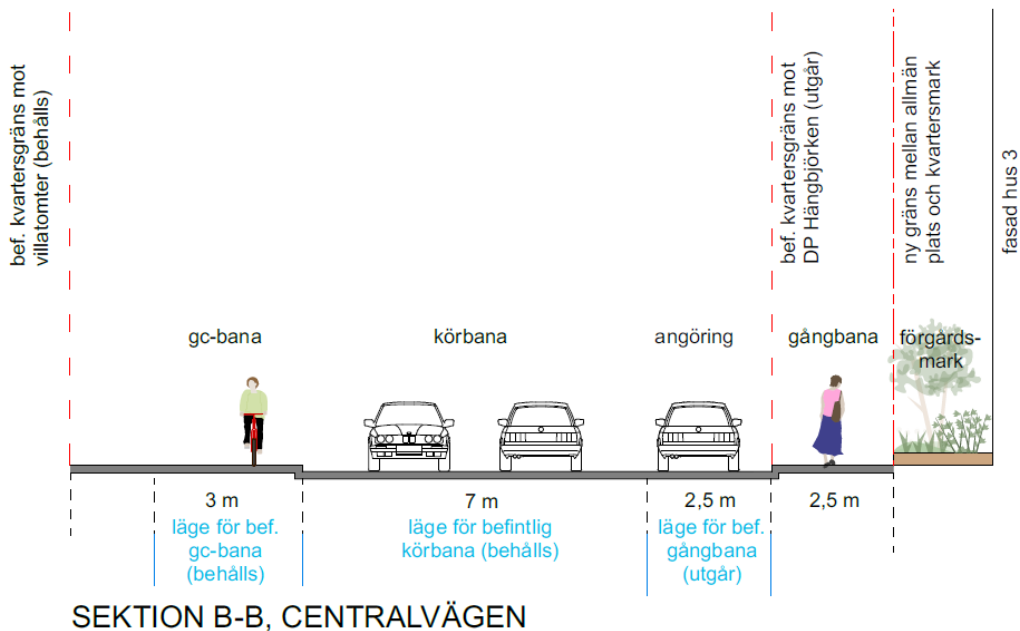 bef. kvartersgräns mot
villatomter (behålls)
bef. kvartersgräns mot
DP Hängbjörken (utgår)
ny gräns mellan allmän
plats och kvartersmark
fasad hus 3
gc-bana
körbana
angöring
gångbana
förgårds-
mark
3 m
7 m
2,5 m
2,5 m
läge för bef.
gc-bana
(behålls)
läge för befintlig
körbana (behålls)
läge för bef.
gångbana
(utgår)
SEKTION B-B, CENTRALVÄGEN